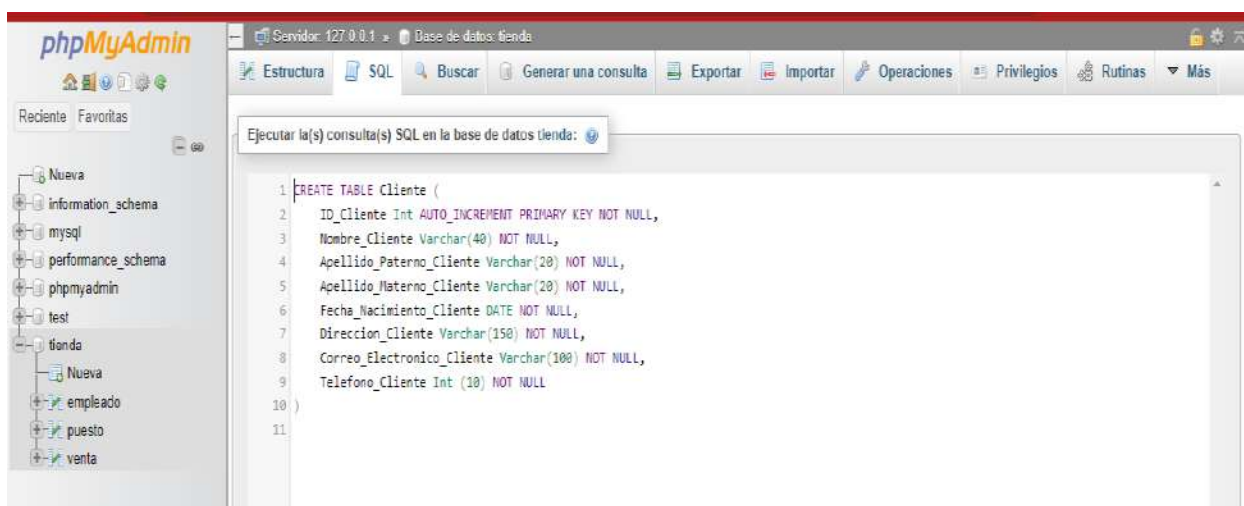 phpMyAdmin
Reciente Favoritas
Nueva
information_schema
mysql
performance_schema
phpmyadmin
test
tienda
Nueva
empleado
puesto
venta
Servidor: 127.0.0.1 » Base de datos: tienda
Estructura SQL Buscar Generar una consulta Exportar Importar Operaciones Privilegios Rutinas Más
Ejecutar la(s) consulta(s) SQL en la base de datos tienda:
1 CREATE TABLE Cliente (
2 ID_Cliente Int AUTO_INCREMENT PRIMARY KEY NOT NULL,
3 Nombre_Cliente Varchar(40) NOT NULL,
4 Apellido_Paterno_Cliente Varchar(20) NOT NULL,
5 Apellido_Materno_Cliente Varchar(20) NOT NULL,
6 Fecha_Nacimiento_Cliente DATE NOT NULL,
7 Direccion_Cliente Varchar(150) NOT NULL,
8 Correo_Electronico_Cliente Varchar(100) NOT NULL,
9 Telefono_Cliente Int (10) NOT NULL
10 )
11